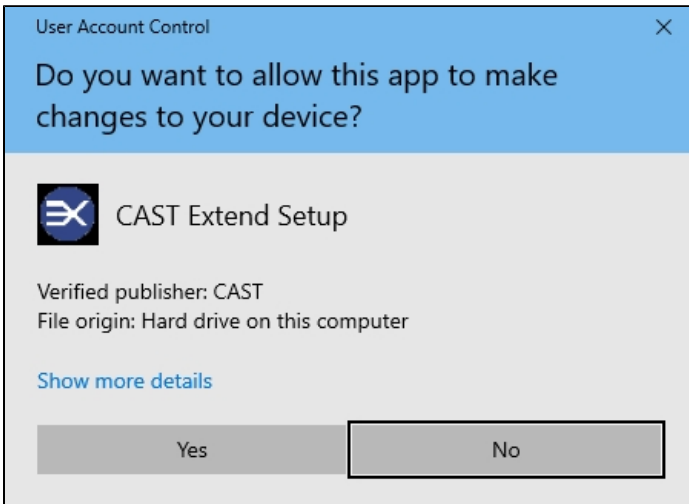 User Account Control
Do you want to allow this app to make
changes to your device?
CAST Extend Setup
Verified publisher: CAST
File origin: Hard drive on this computer
Show more details
Yes
No